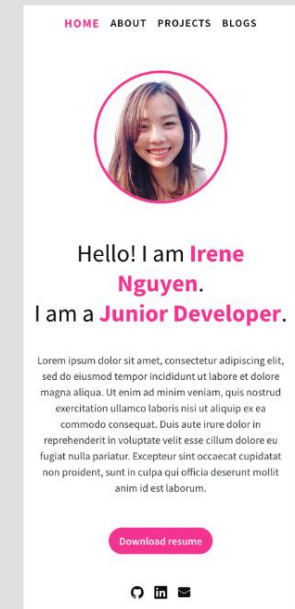 HOME ABOUT PROJECTS BLOGS
Hello! I am Irene
Nguyen.
I am a Junior Developer.
Lorem ipsum dolor sit amet, consectetur adipiscing elit,
sed do eiusmod tempor incididunt ut labore et dolore
magna aliqua. Ut enim ad minim veniam, quis nostrud
exercitation ullamco laboris nisi ut aliquip ex ea
commodo consequat. Duis aute irure dolor in
reprehenderit in voluptate velit esse cillum dolore eu
fugiat nulla pariatur. Excepteur sint occaecat cupidatat
non proident, sunt in culpa qui officia deserunt mollit
anim id est laborum.
Download resume